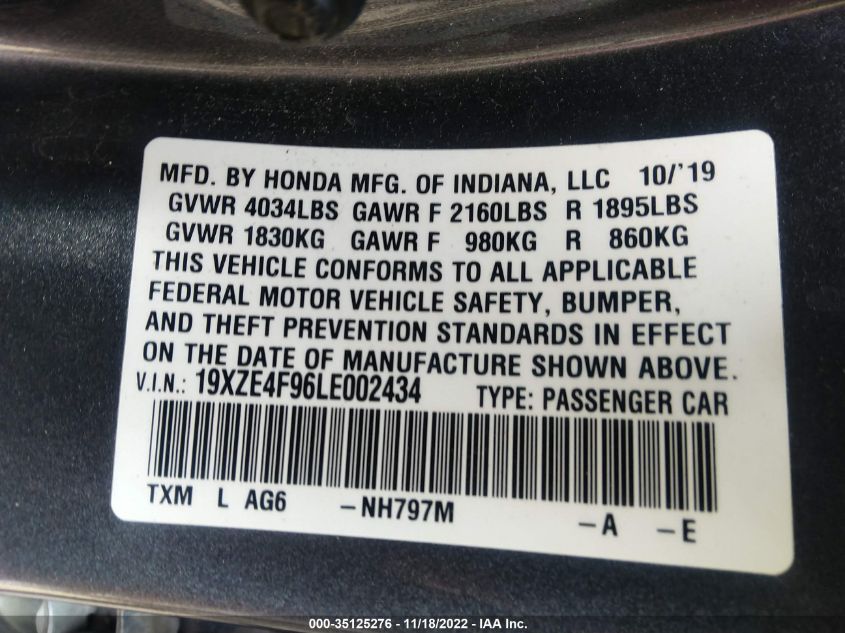 MFD. BY HONDA MFG. OF INDIANA, LLC 10/'19
GVWR 4034LBS GAWR F 2160LBS R 1895LBS
GVWR 1830KG GAWR F 980KG R 860KG
THIS VEHICLE CONFORMS TO ALL APPLICABLE
FEDERAL MOTOR VEHICLE SAFETY, BUMPER,
AND THEFT PREVENTION STANDARDS IN EFFECT
ON THE DATE OF MANUFACTURE SHOWN ABOVE.
V.I.N.: 19XZE4F96LE002434 TYPE: PASSENGER CAR
TXM L AG6 -NH797M -A -E
000-35125276 - 11/18/2022 - IAA Inc.